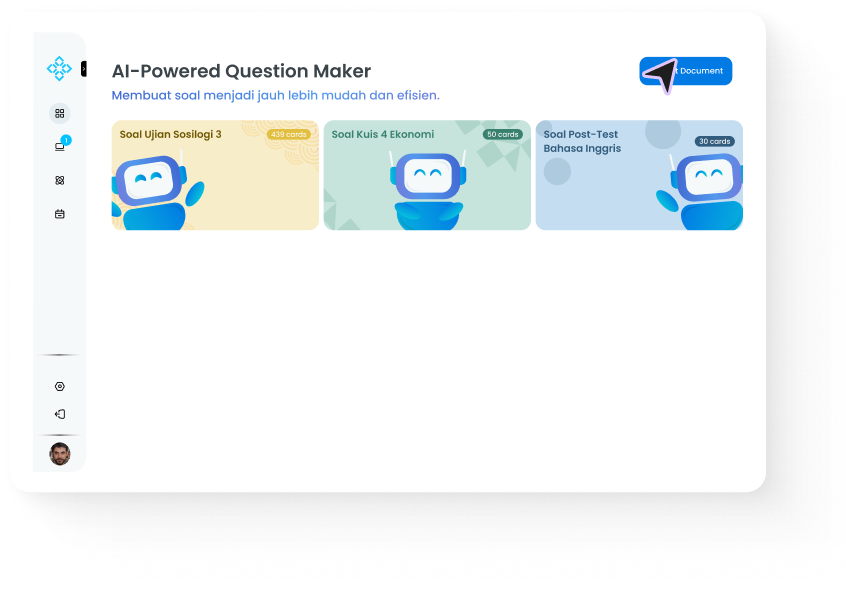 AI-Powered Question Maker
Document
Membuat soal menjadi jauh lebih mudah dan efisien.
Soal Ujian Sosilogi 3
439 cards
Soal Kuis 4 Ekonomi
50 cards
Soal Post-Test
Bahasa Inggris
30 cards
1